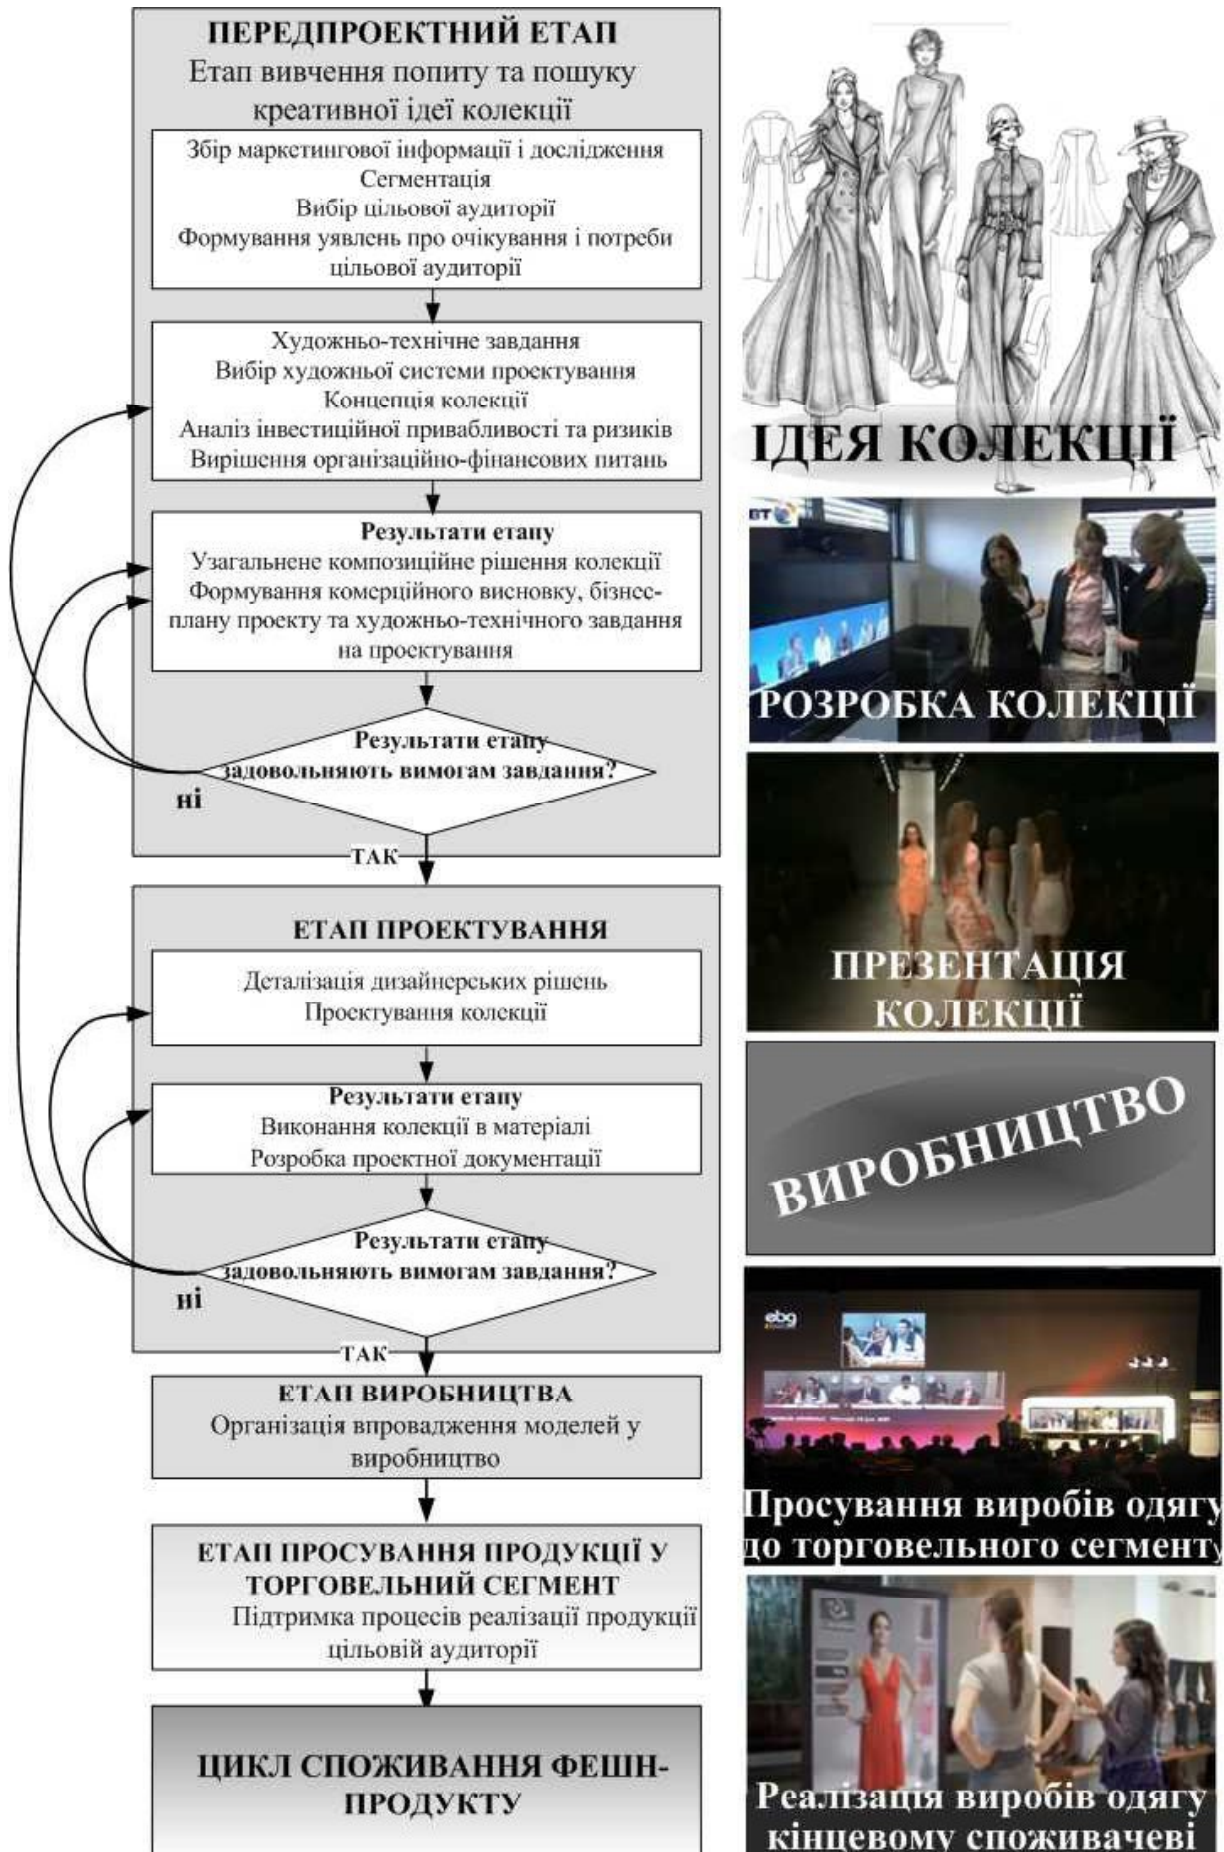 ПЕРЕДПРОЕКТНИЙ ЕТАП
Етап вивчення попиту та пошуку
креативної ідеї колекції
Збір маркетингової інформації і дослідження
Сегментація
Вибір цільової аудиторії
Формування уявлень про очікування і потреби
цільової аудиторії
Художньо-технічне завдання
Вибір художньої системи проектування
Концепція колекції
Аналіз інвестиційної привабливості та ризиків
Вирішення організаційно-фінансових питань
Результати етапу
Узагальнене композиційне рішення колекції
Формування комерційного висновку, бізнес-
плану проекту та художньо-технічного завдання
на проектування
Результати етапу
задовольняють вимогам завдання?
ні
ТАК
ЕТАП ПРОЕКТУВАННЯ
Деталізація дизайнерських рішень
Проектування колекції
Результати етапу
Виконання колекції в матеріалі
Розробка проектної документації
Результати етапу
задовольняють вимогам завдання?
ні
ТАК
ЕТАП ВИРОБНИЦТВА
Організація впровадження моделей у
виробництво
ЕТАП ПРОСУВАННЯ ПРОДУКЦІЇ У
ТОРГОВЕЛЬНИЙ СЕГМЕНТ
Підтримка процесів реалізації продукції
цільовій аудиторії
ЦИКЛ СПОЖИВАННЯ ФЕШН-
ПРОДУКТУ
ІДЕЯ КОЛЕКЦІЇ
BT
РОЗРОБКА КОЛЕКЦІЇ
ПРЕЗЕНТАЦІЯ
КОЛЕКЦІЇ
ВИРОБНИЦТВО
ebg
Просування виробів одягу
до торговельного сегменту
Реалізація виробів одягу
кінцевому споживачеві